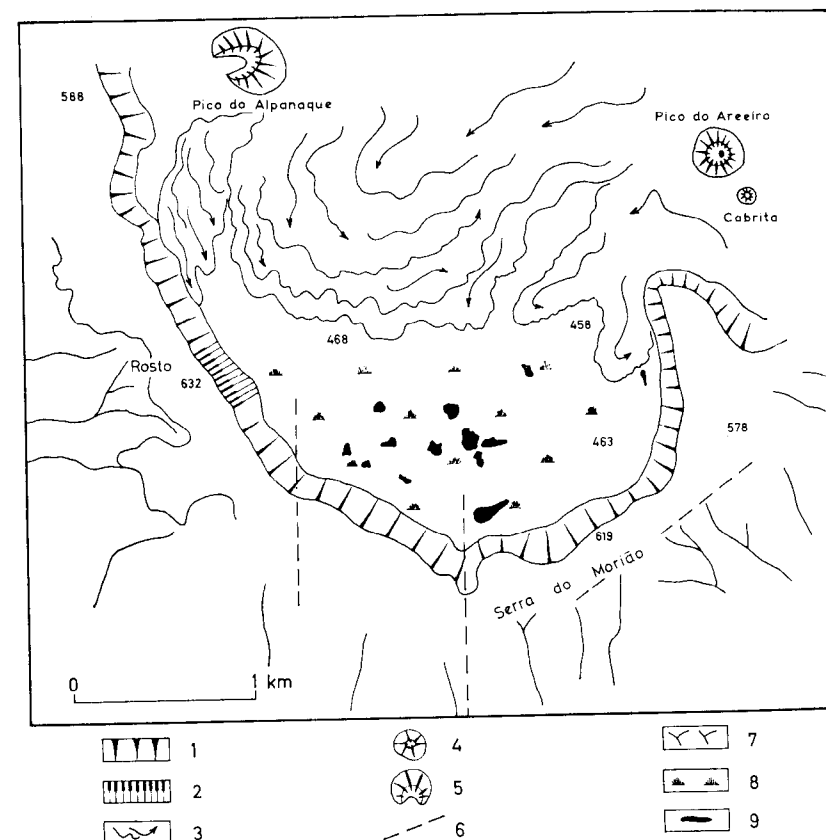 588
Pico do Alpanaque
Pico do Areeiro
Cabrita
468
458
Rosto
632
463
578
619
Serra do Morião
0 1 km
1 4 7
2 5 8
3 6 9